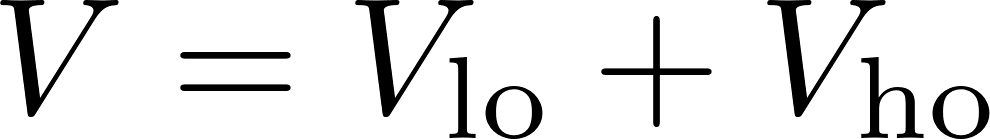 V = V_lo + V_ho